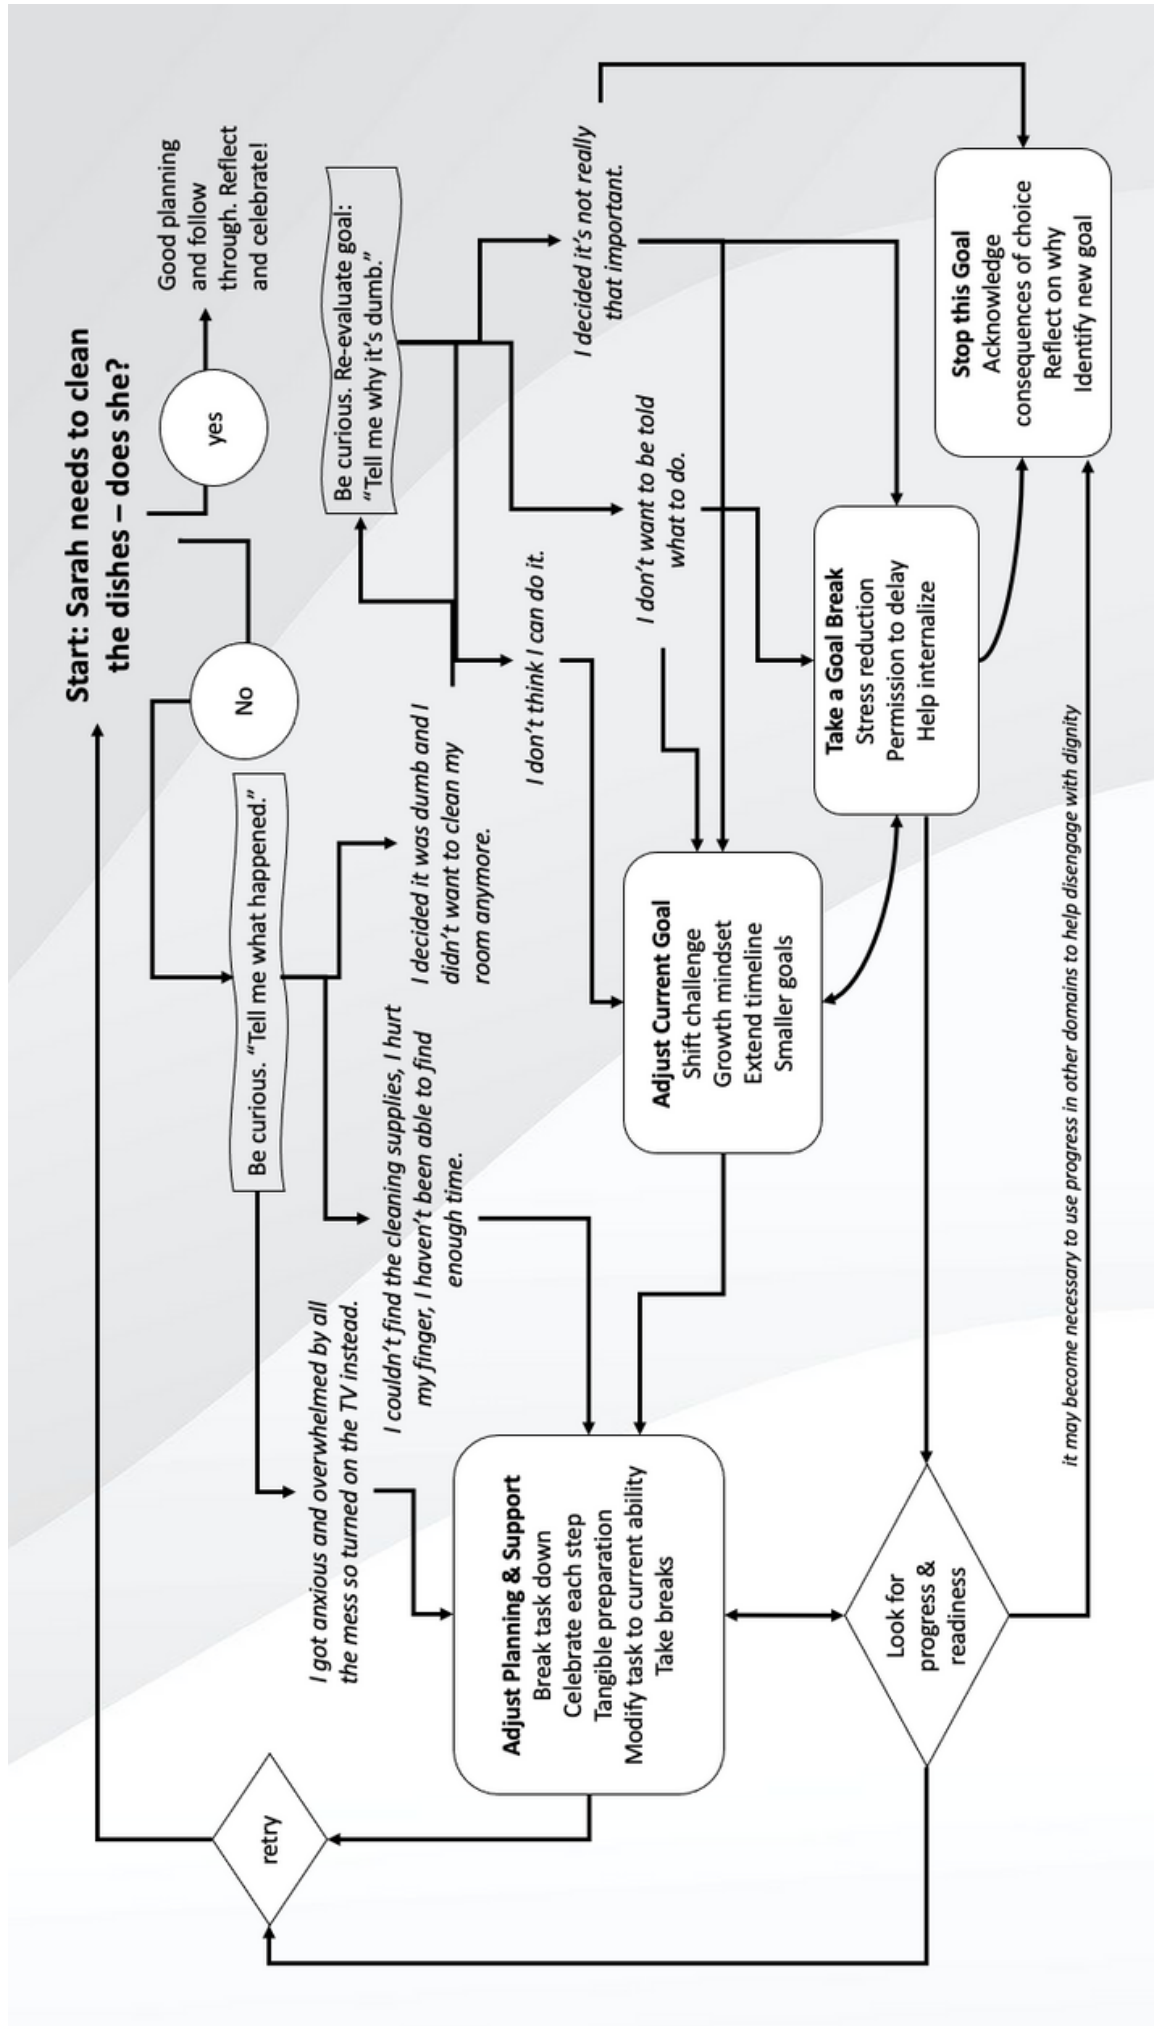 Start: Sarah needs to clean
the dishes – does she?
yes
Good planning
and follow
through. Reflect
and celebrate!
No
Be curious. “Tell me what happened.”
Be curious. Re-evaluate goal:
“Tell me why it’s dumb.”
I got anxious and overwhelmed by all
the mess so turned on the TV instead.
I couldn’t find the cleaning supplies, I hurt
my finger, I haven’t been able to find
enough time.
I decided it was dumb and I
didn’t want to clean my
room anymore.
I don’t think I can do it.
I don’t want to be told
what to do.
I decided it’s not really
that important.
retry
Adjust Planning & Support
Break task down
Celebrate each step
Tangible preparation
Modify task to current ability
Take breaks
Adjust Current Goal
Shift challenge
Growth mindset
Extend timeline
Smaller goals
Take a Goal Break
Stress reduction
Permission to delay
Help internalize
Stop this Goal
Acknowledge
consequences of choice
Reflect on why
Identify new goal
Look for
progress &
readiness
it may become necessary to use progress in other domains to help disengage with dignity